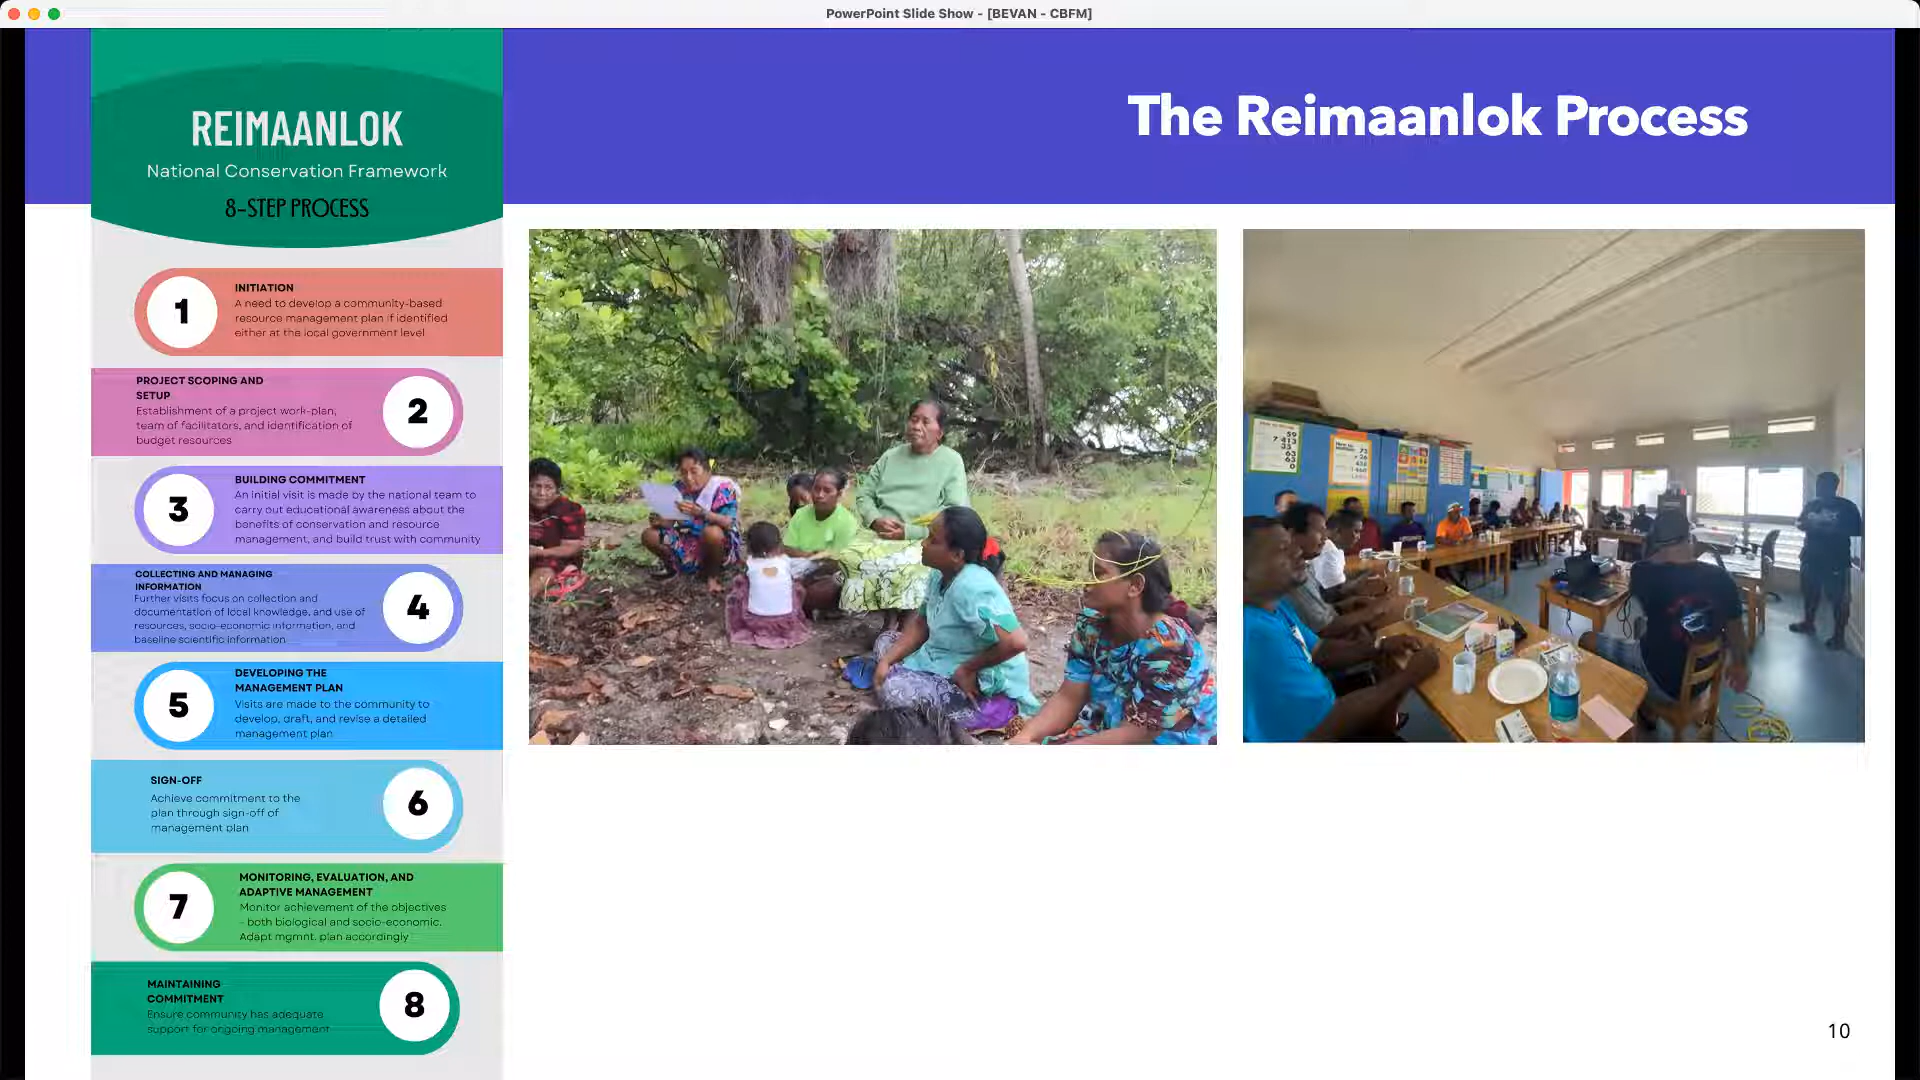 PowerPoint Slide Show - [BEVAN - CBFM]
The Reimaanlok Process
REIMAANLOK
National Conservation Framework
8-STEP PROCESS
1
INITIATION
A need to develop a community-based
resource management plan if identified
either at the local government level
PROJECT SCOPING AND
SETUP
Establishment of a project work-plan,
team of facilitators, and identification of
budget resources
2
3
BUILDING COMMITMENT
An initial visit is made by the national team to
carry out educational awareness about the
benefits of conservation and resource
management, and build trust with community
COLLECTING AND MANAGING
INFORMATION
Further visits focus on collection and
documentation of local knowledge, and use of
resources, socio-economic information, and
baseline scientific information
4
5
DEVELOPING THE
MANAGEMENT PLAN
Visits are made to the community to
develop, draft, and revise a detailed
management plan
SIGN-OFF
Achieve commitment to the
plan through sign-off of
management plan
6
7
MONITORING, EVALUATION, AND
ADAPTIVE MANAGEMENT
Monitor achievement of the objectives
- both biological and socio-economic.
Adapt mgmnt. plan accordingly
MAINTAINING
COMMITMENT
Ensure community has adequate
support for ongoing management
8
10